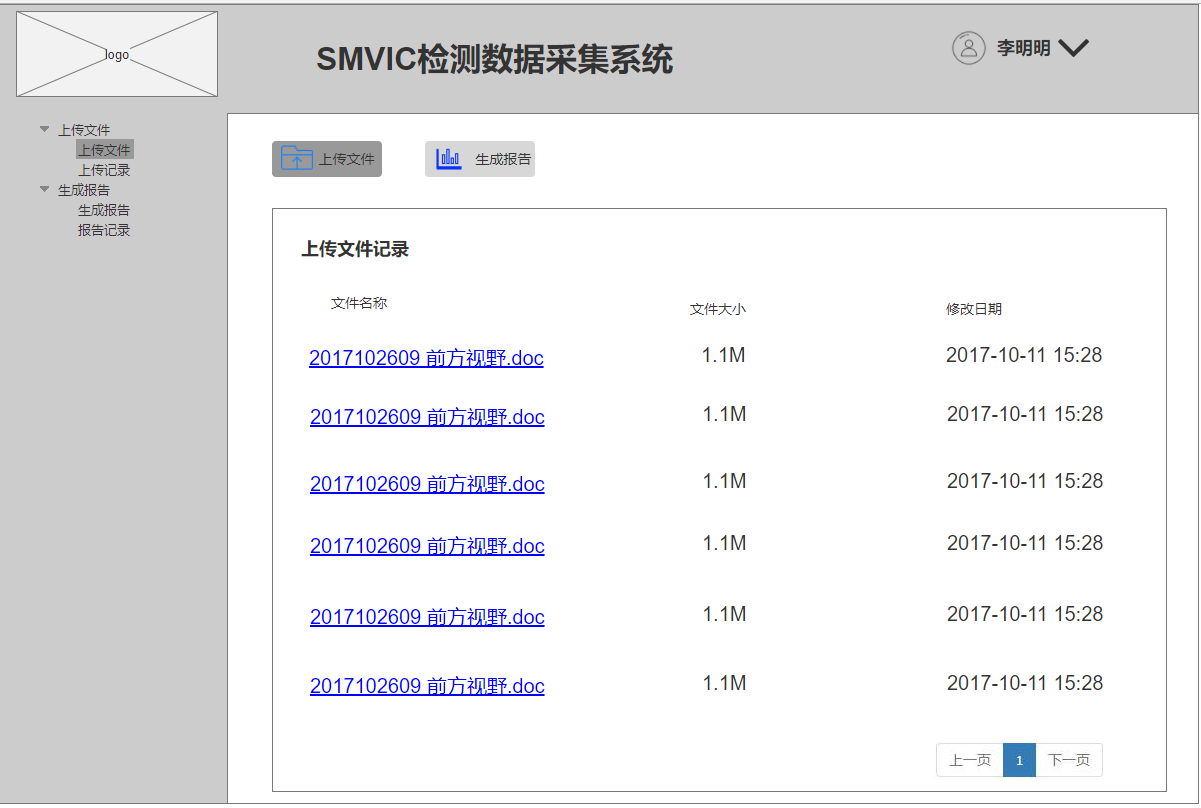 logo
SMVIC检测数据采集系统
李明明
上传文件
上传文件
上传记录
生成报告
生成报告
报告记录
上传文件 生成报告
上传文件记录
文件名称 文件大小 修改日期
2017102609 前方视野.doc 1.1M 2017-10-11 15:28
2017102609 前方视野.doc 1.1M 2017-10-11 15:28
2017102609 前方视野.doc 1.1M 2017-10-11 15:28
2017102609 前方视野.doc 1.1M 2017-10-11 15:28
2017102609 前方视野.doc 1.1M 2017-10-11 15:28
2017102609 前方视野.doc 1.1M 2017-10-11 15:28
上一页 1 下一页